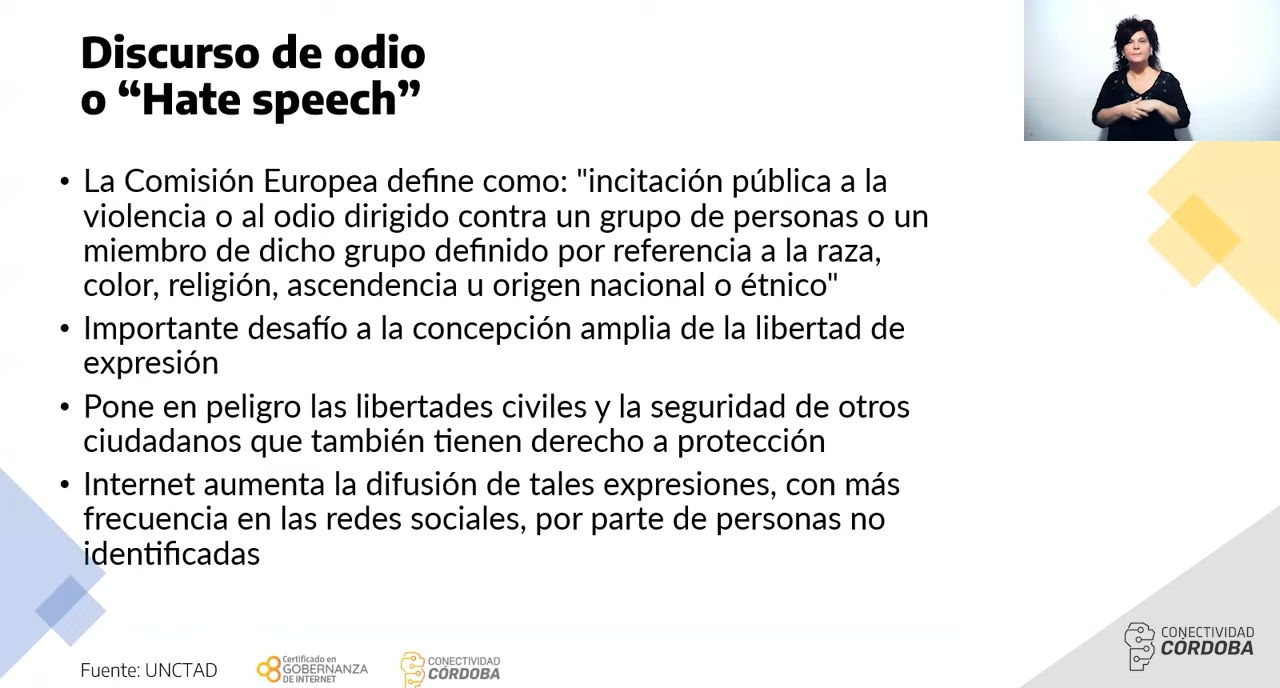 Discurso de odio
o “Hate speech”
• La Comisión Europea define como: "incitación pública a la
violencia o al odio dirigido contra un grupo de personas o un
miembro de dicho grupo definido por referencia a la raza,
color, religión, ascendencia u origen nacional o étnico"
• Importante desafío a la concepción amplia de la libertad de
expresión
• Pone en peligro las libertades civiles y la seguridad de otros
ciudadanos que también tienen derecho a protección
• Internet aumenta la difusión de tales expresiones, con más
frecuencia en las redes sociales, por parte de personas no
identificadas
Fuente: UNCTAD
Certificado en
GOBERNANZA
DE INTERNET
CONECTIVIDAD
CÓRDOBA
CONECTIVIDAD
CÓRDOBA